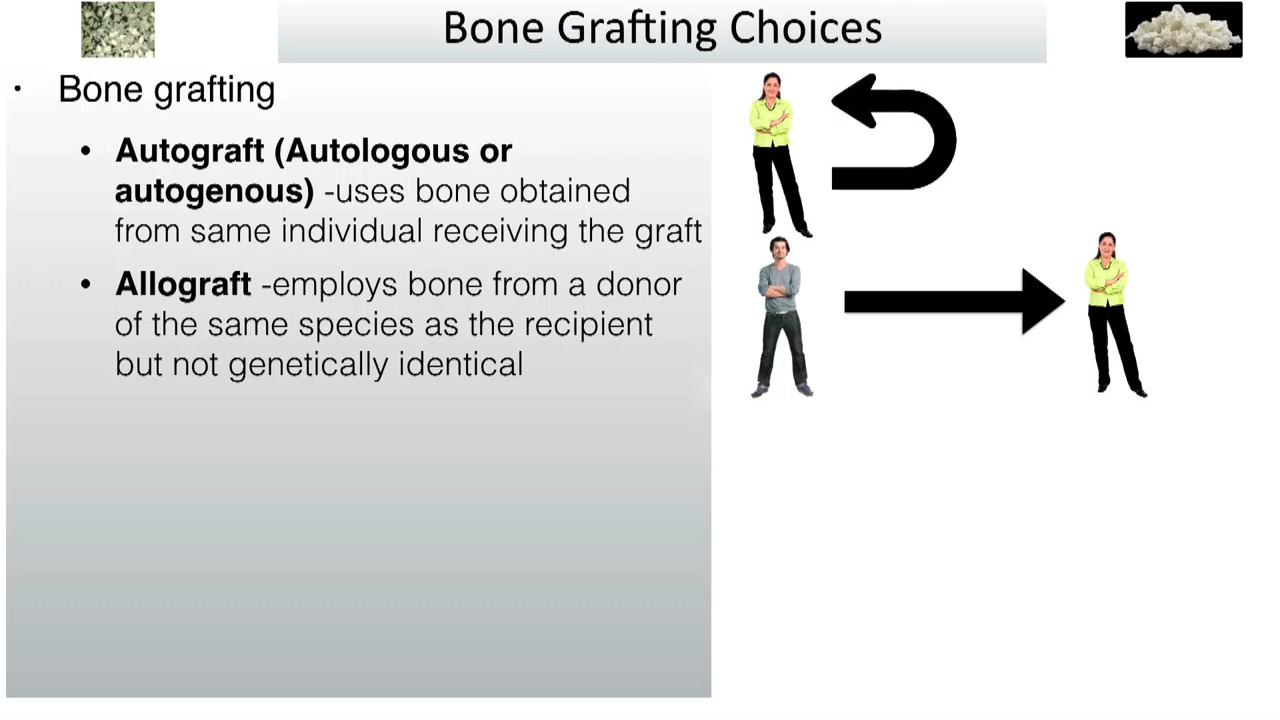 Bone Grafting Choices
· Bone grafting
• Autograft (Autologous or
autogenous) -uses bone obtained
from same individual receiving the graft
• Allograft -employs bone from a donor
of the same species as the recipient
but not genetically identical